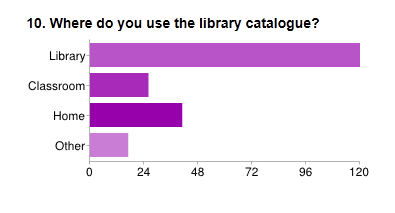 10. Where do you use the library catalogue?
Library
Classroom
Home
Other
0 24 48 72 96 120